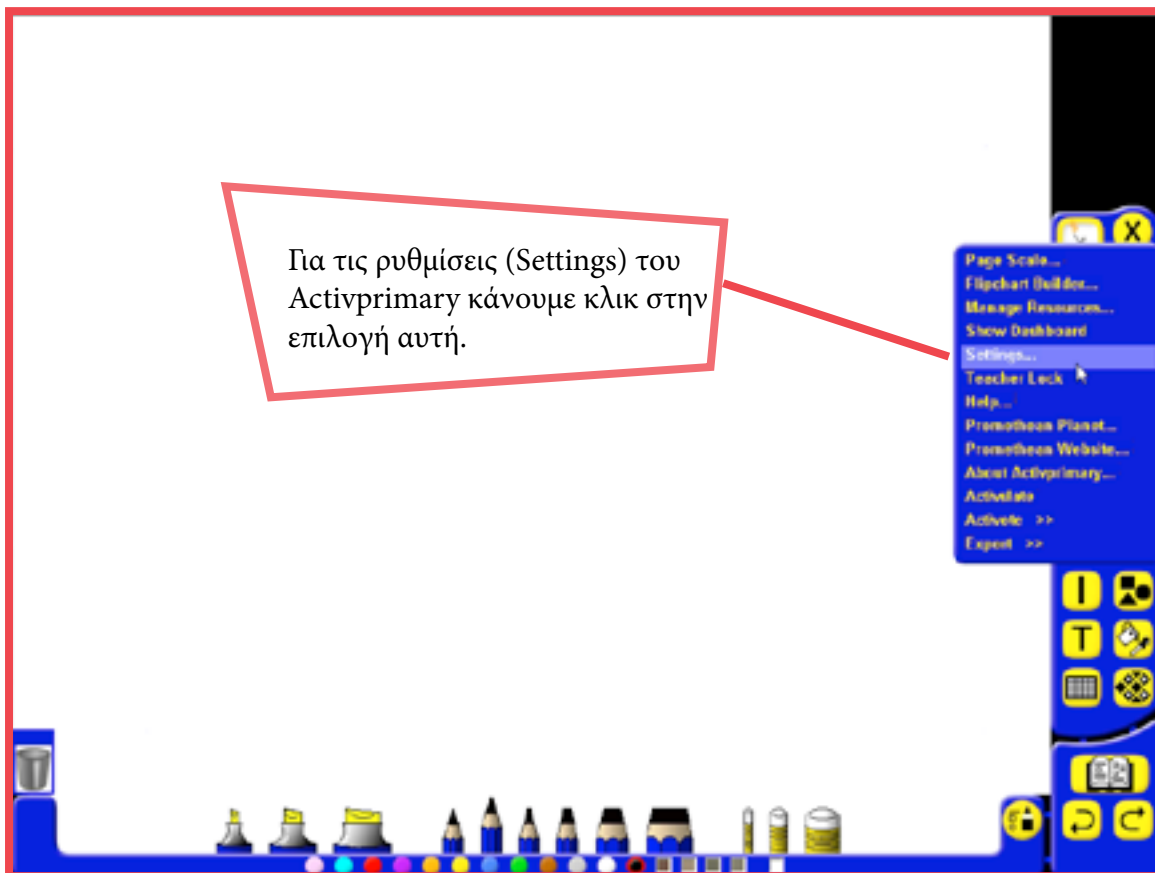 Για τις ρυθμίσεις (Settings) του
Activprimary κάνουμε κλικ στην
επιλογή αυτή.
X
Page Scale...
Flipchart Builder...
Manage Resources...
Show Dashboard
Settings...
Teacher Lock
Help...
Promethean Planet...
Promethean Website...
About Activprimary...
Activslate
Activote >>
Export >>
T